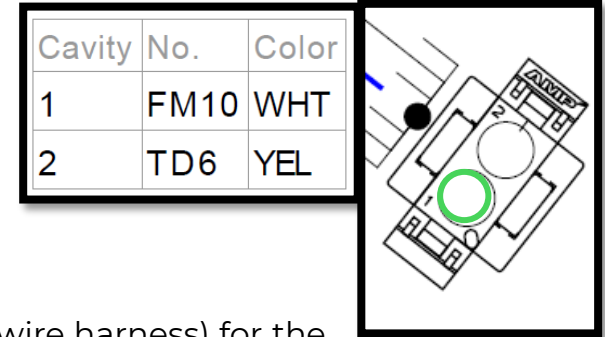 Cavity No. Color
1 FM10 WHT
2 TD6 YEL
AMP
2
1
wire harness) for the